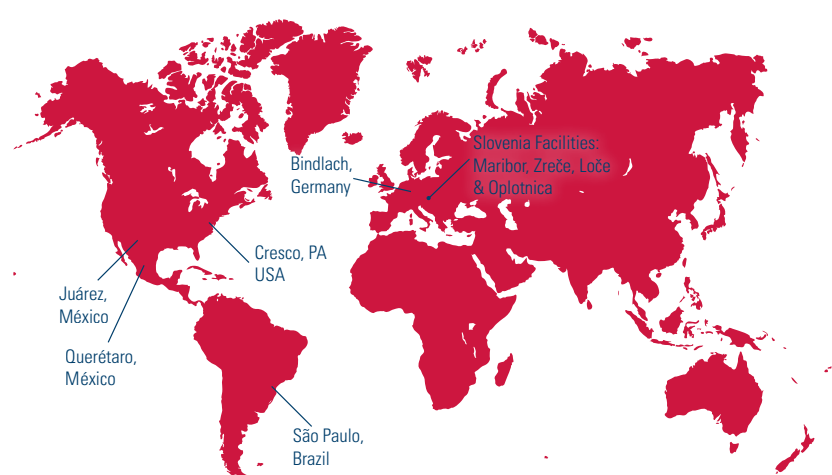 Slovenia Facilities:
Maribor, Zreče, Loče
& Oplotnica
Bindlach,
Germany
Cresco, PA
USA
Juárez,
México
Querétaro,
México
São Paulo,
Brazil